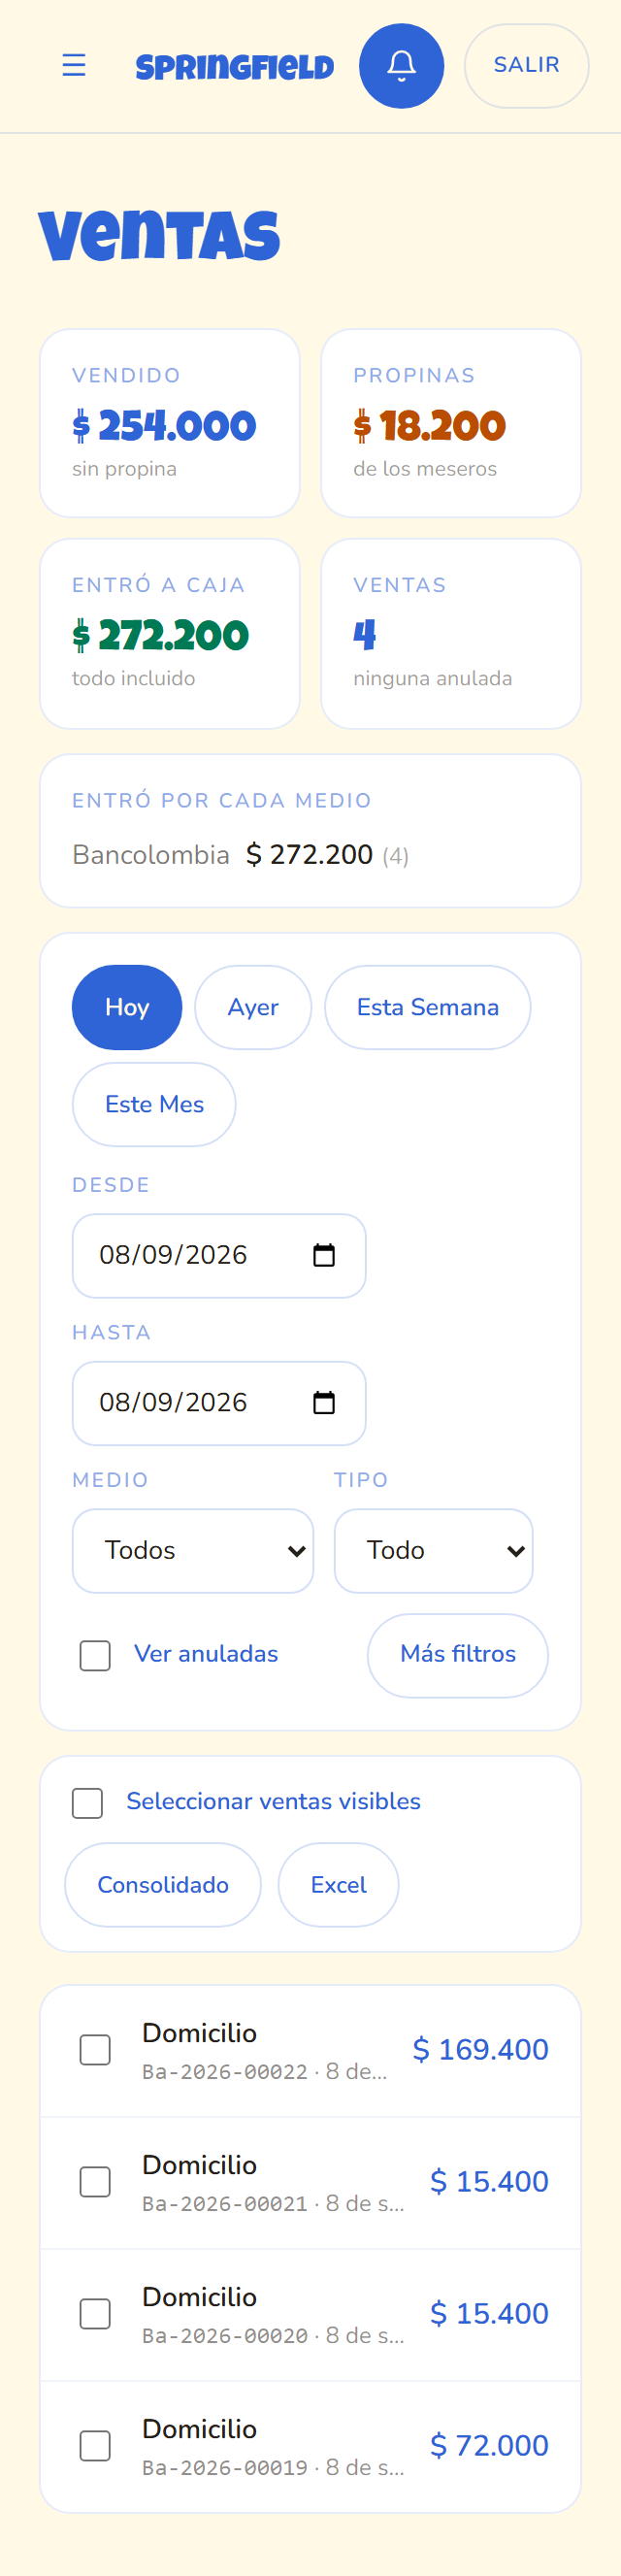 ☰ SPRINGFIELD SALIR
VENTAS
VENDIDO
$ 254.000
sin propina
PROPINAS
$ 18.200
de los meseros
ENTRÓ A CAJA
$ 272.200
todo incluido
VENTAS
4
ninguna anulada
ENTRÓ POR CADA MEDIO
Bancolombia $ 272.200 (4)
Hoy Ayer Esta Semana
Este Mes
DESDE
08/09/2026
HASTA
08/09/2026
MEDIO TIPO
Todos Todo
Ver anuladas Más filtros
Seleccionar ventas visibles
Consolidado Excel
Domicilio
Ba-2026-00022 · 8 de... $ 169.400
Domicilio
Ba-2026-00021 · 8 de s... $ 15.400
Domicilio
Ba-2026-00020 · 8 de s... $ 15.400
Domicilio
Ba-2026-00019 · 8 de s... $ 72.000